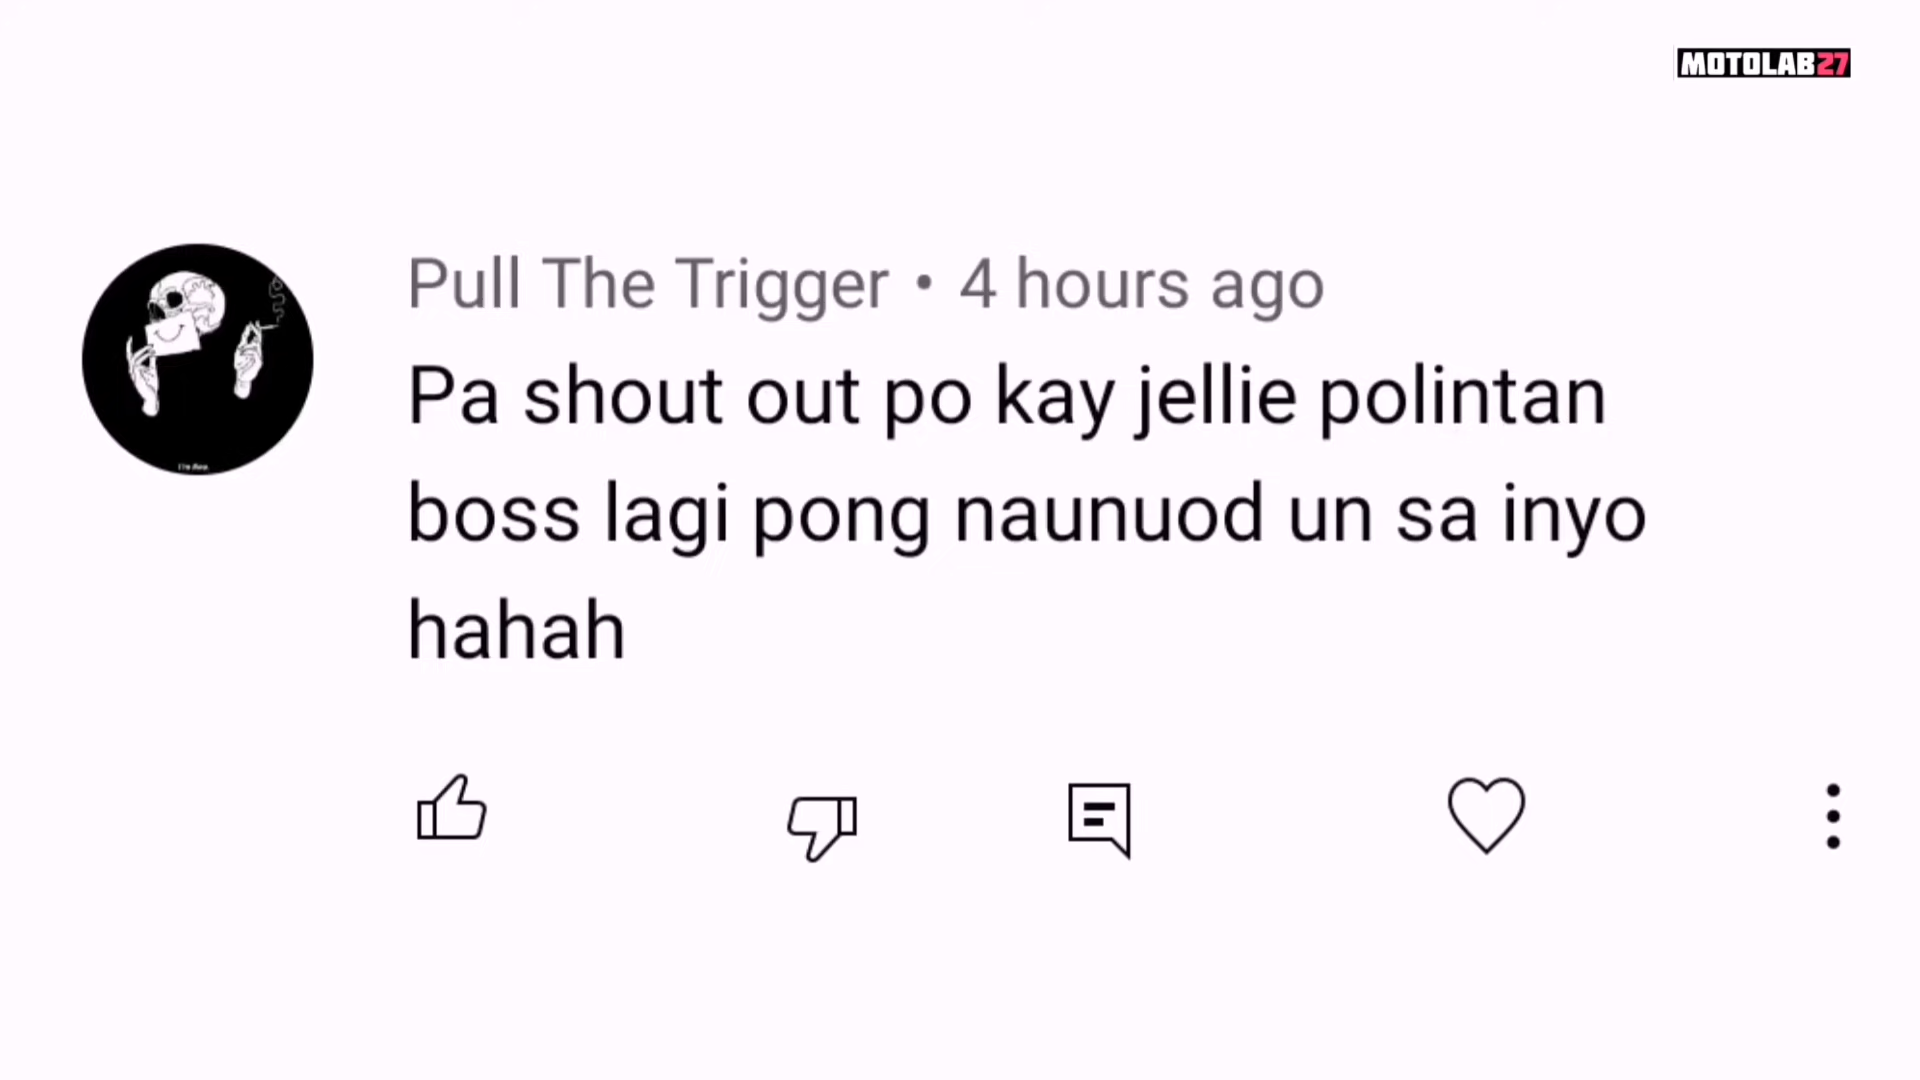 MOTOLAB27
Pull The Trigger • 4 hours ago
Pa shout out po kay jellie polintan
boss lagi pong naunuod un sa inyo
hahah